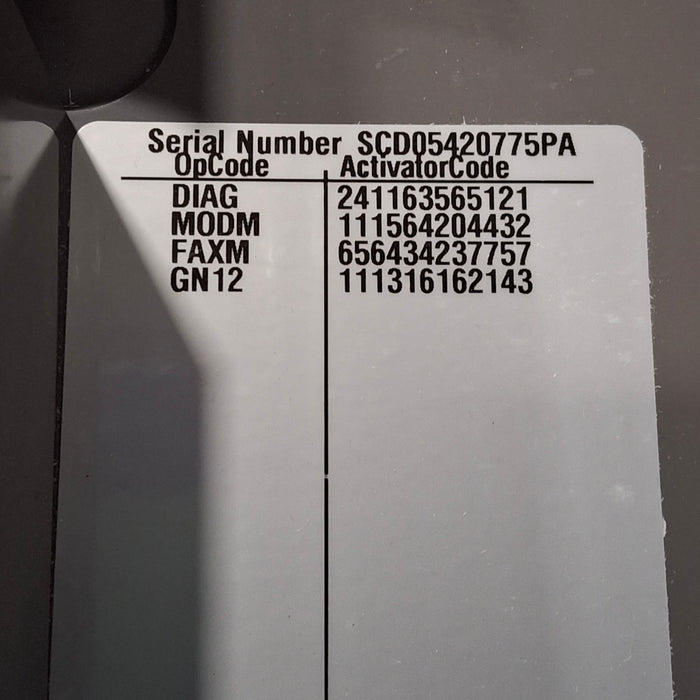 Serial Number SCD05420775PA
OpCode ActivatorCode
DIAG 241163565121
MODM 111564204432
FAXM 656434237757
GN12 111316162143